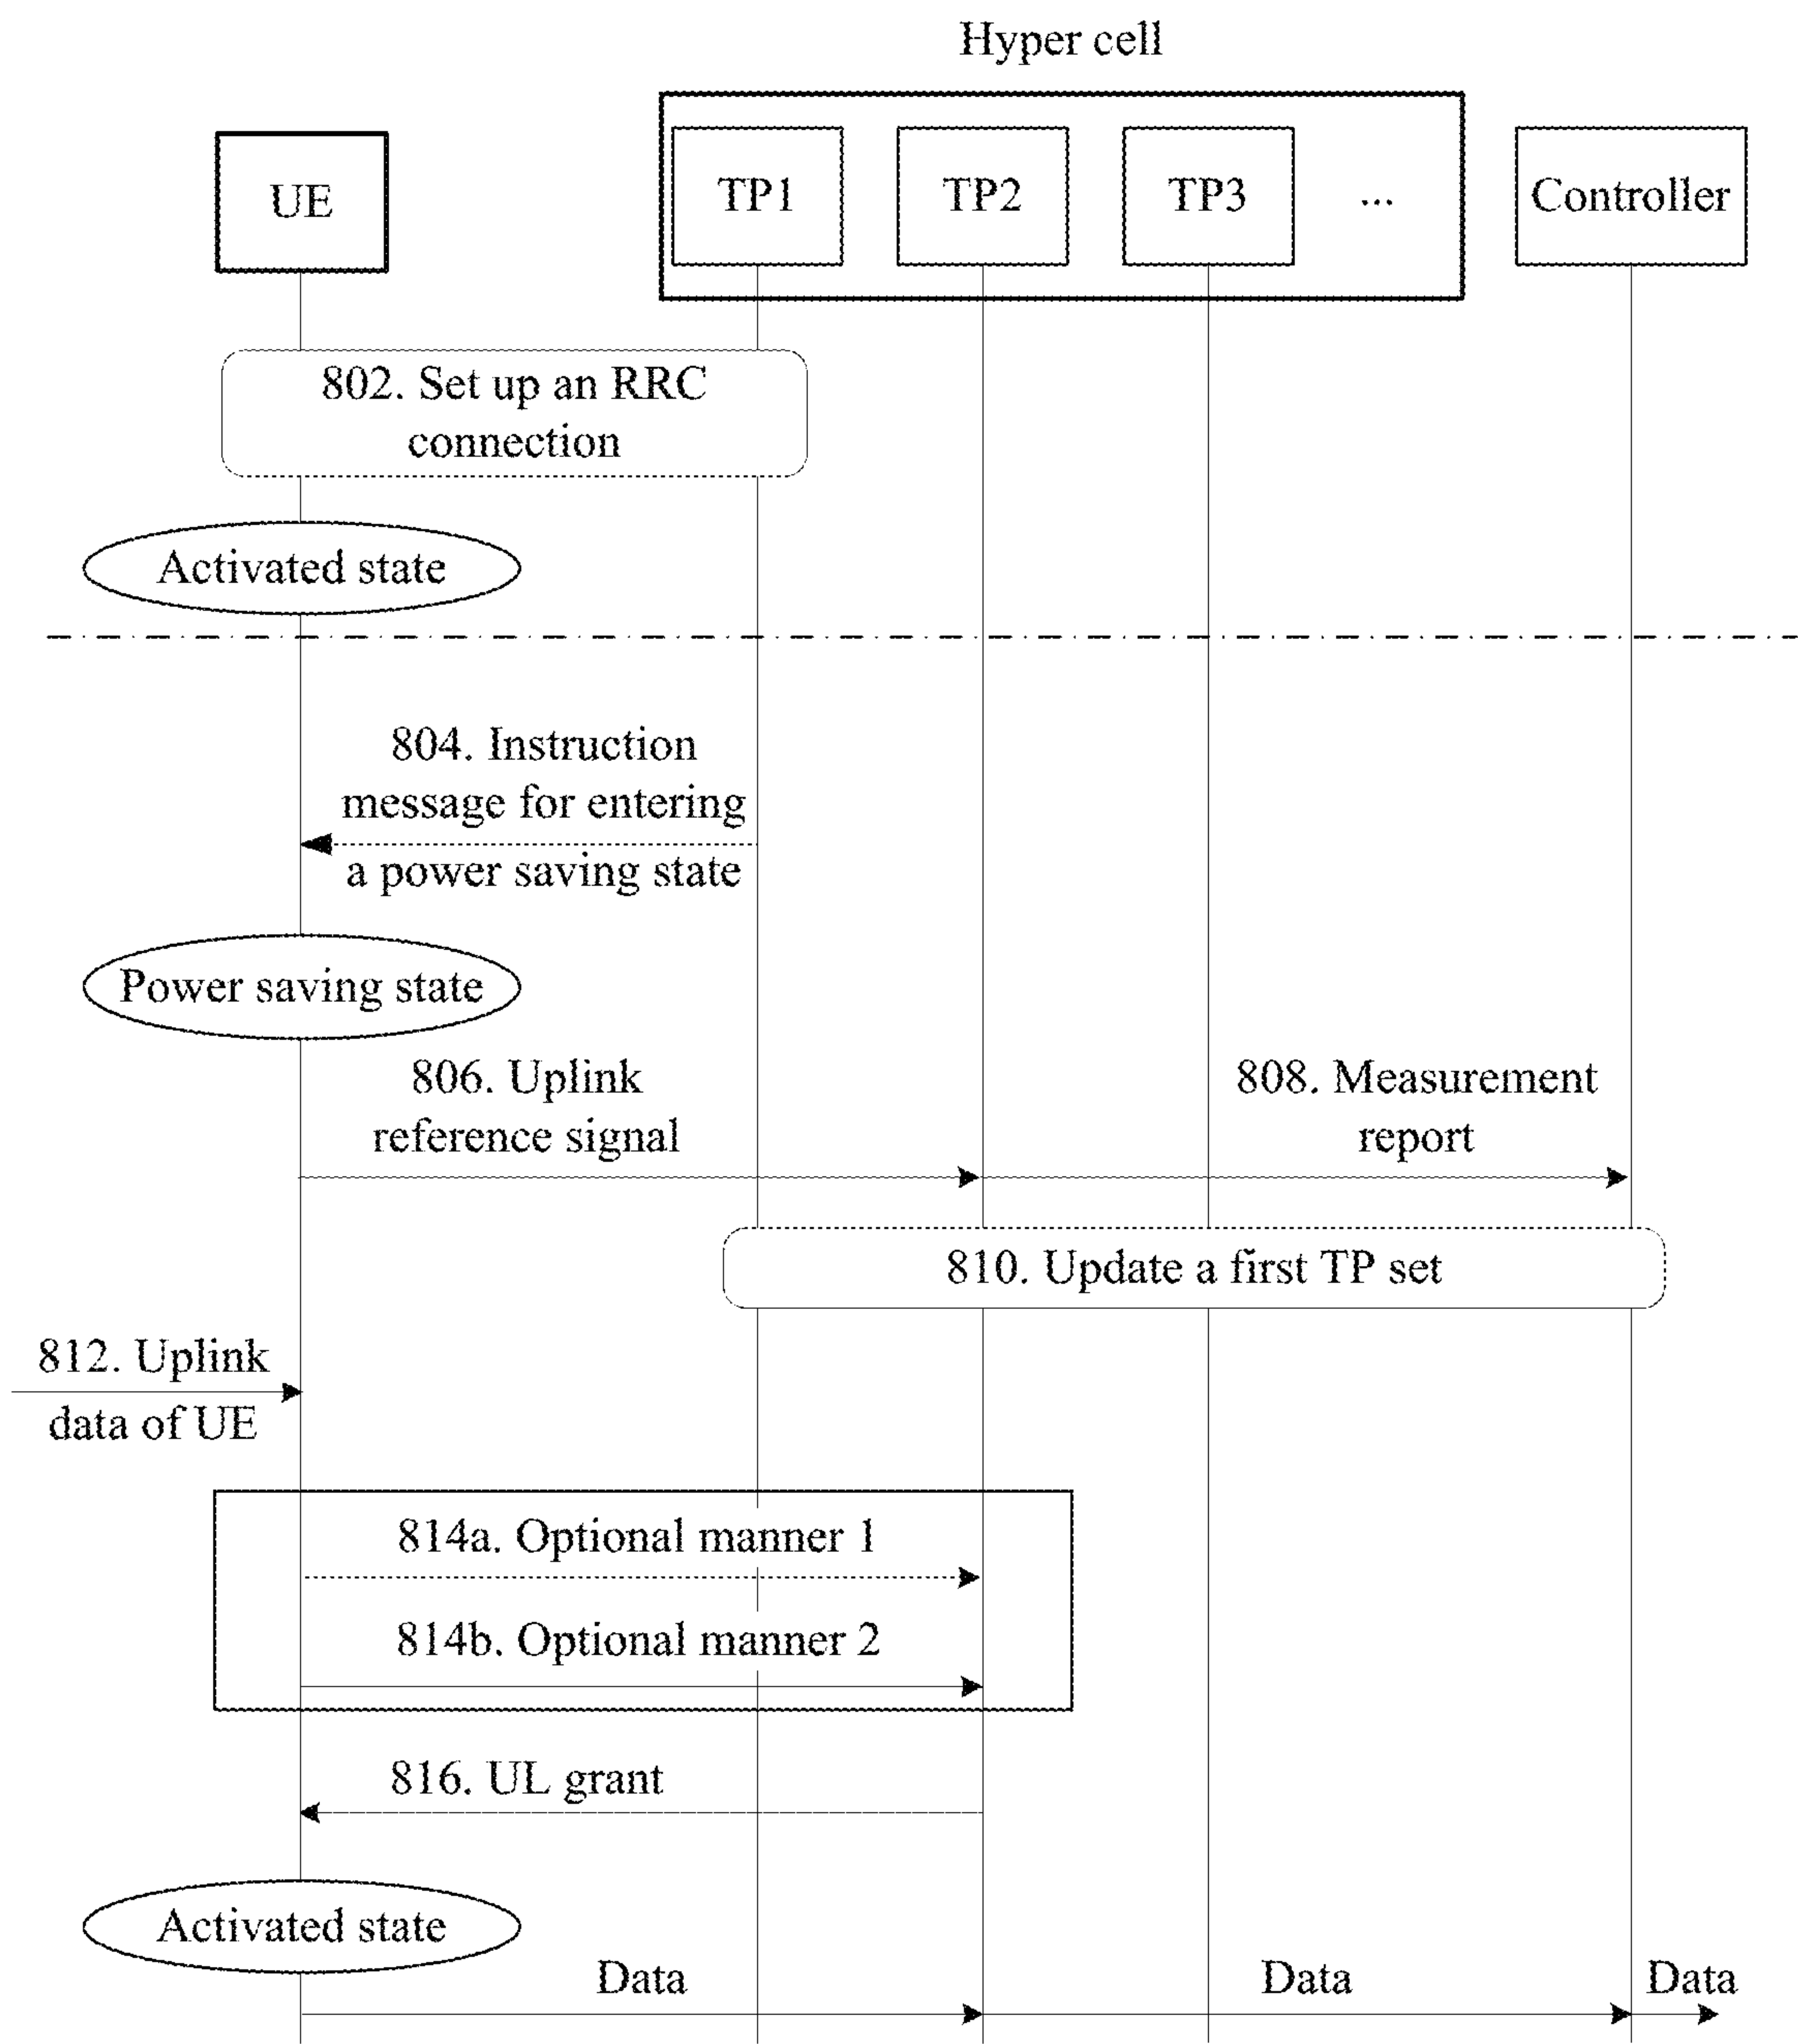 Hyper cell
UE
TP1
TP2
TP3
...
Controller
802. Set up an RRC
connection
Activated state
804. Instruction
message for entering
a power saving state
Power saving state
806. Uplink
reference signal
808. Measurement
report
810. Update a first TP set
812. Uplink
data of UE
814a. Optional manner 1
814b. Optional manner 2
816. UL grant
Activated state
Data
Data
Data